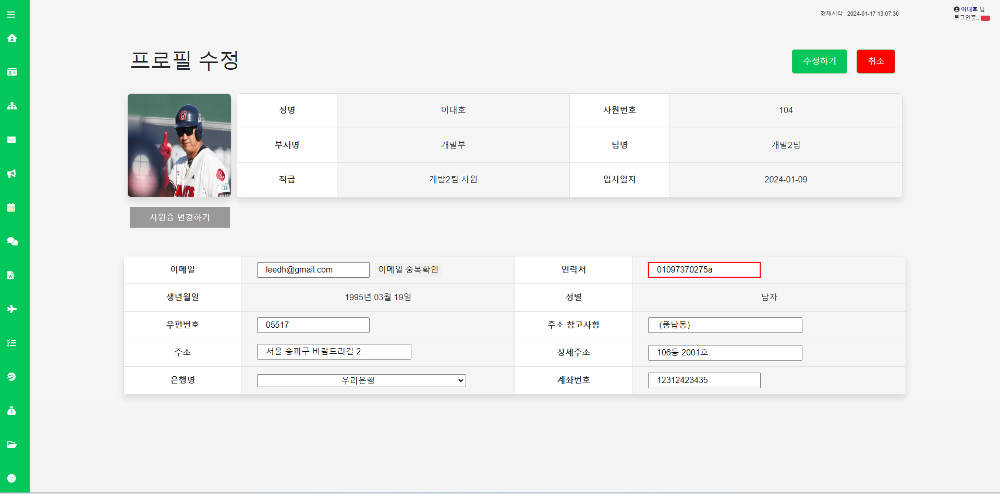 현재시각 : 2024-01-17 13:07:30
이대호 님
로그인중..
프로필 수정
수정하기
취소
성명 이대호 사원번호 104
부서명 개발부 팀명 개발2팀
직급 개발2팀 사원 입사일자 2024-01-09
사원증 변경하기
이메일 leedh@gmail.com 이메일 중복확인 연락처 01097370275a
생년월일 1995년 03월 19일 성별 남자
우편번호 05517 주소 참고사항 (풍납동)
주소 서울 송파구 바람드리길 2 상세주소 106동 2001호
은행명 우리은행 계좌번호 12312423435